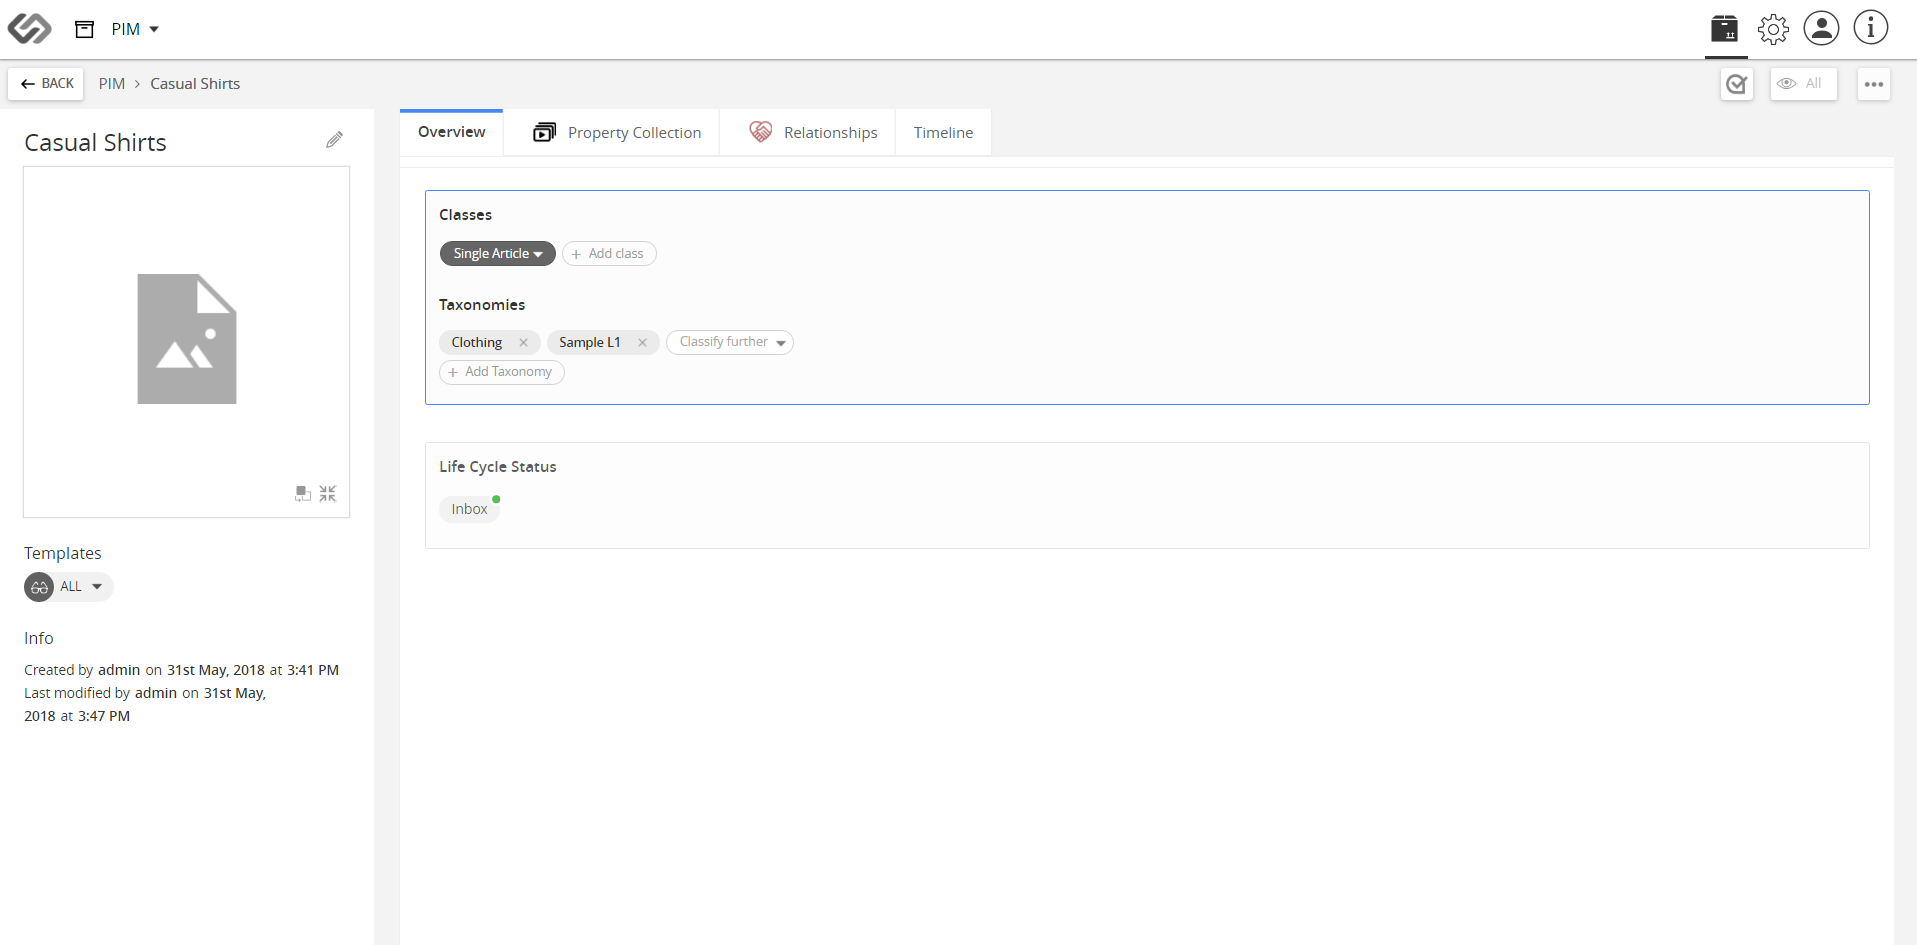 PIM
BACK PIM > Casual Shirts All
Casual Shirts
Overview Property Collection Relationships Timeline
Classes
Single Article + Add class
Taxonomies
Clothing × Sample L1 × Classify further
+ Add Taxonomy
Life Cycle Status
Inbox
Templates
ALL
Info
Created by admin on 31st May, 2018 at 3:41 PM
Last modified by admin on 31st May,
2018 at 3:47 PM